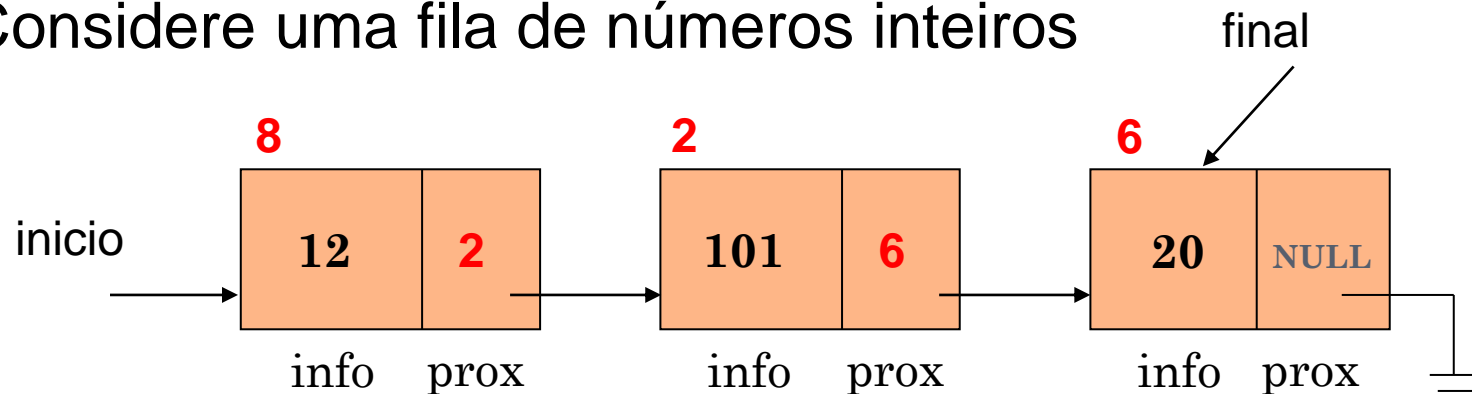 Considere uma fila de números inteiros
final
8 2 6
inicio
12 2 101 6 20 NULL
info prox info prox info prox